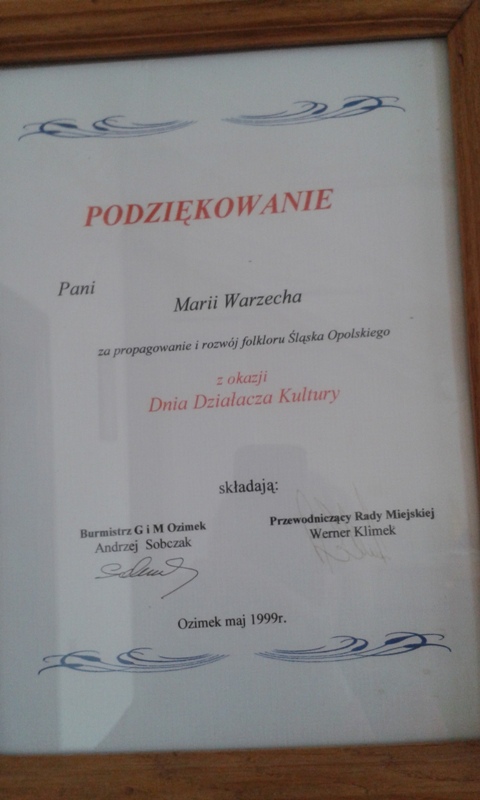 PODZIĘKOWANIE
Pani
Marii Warzecha
za propagowanie i rozwój folkloru Śląska Opolskiego
z okazji
Dnia Działacza Kultury
składają:
Burmistrz G i M Ozimek
Andrzej Sobczak
Przewodniczący Rady Miejskiej
Werner Klimek
Ozimek maj 1999r.